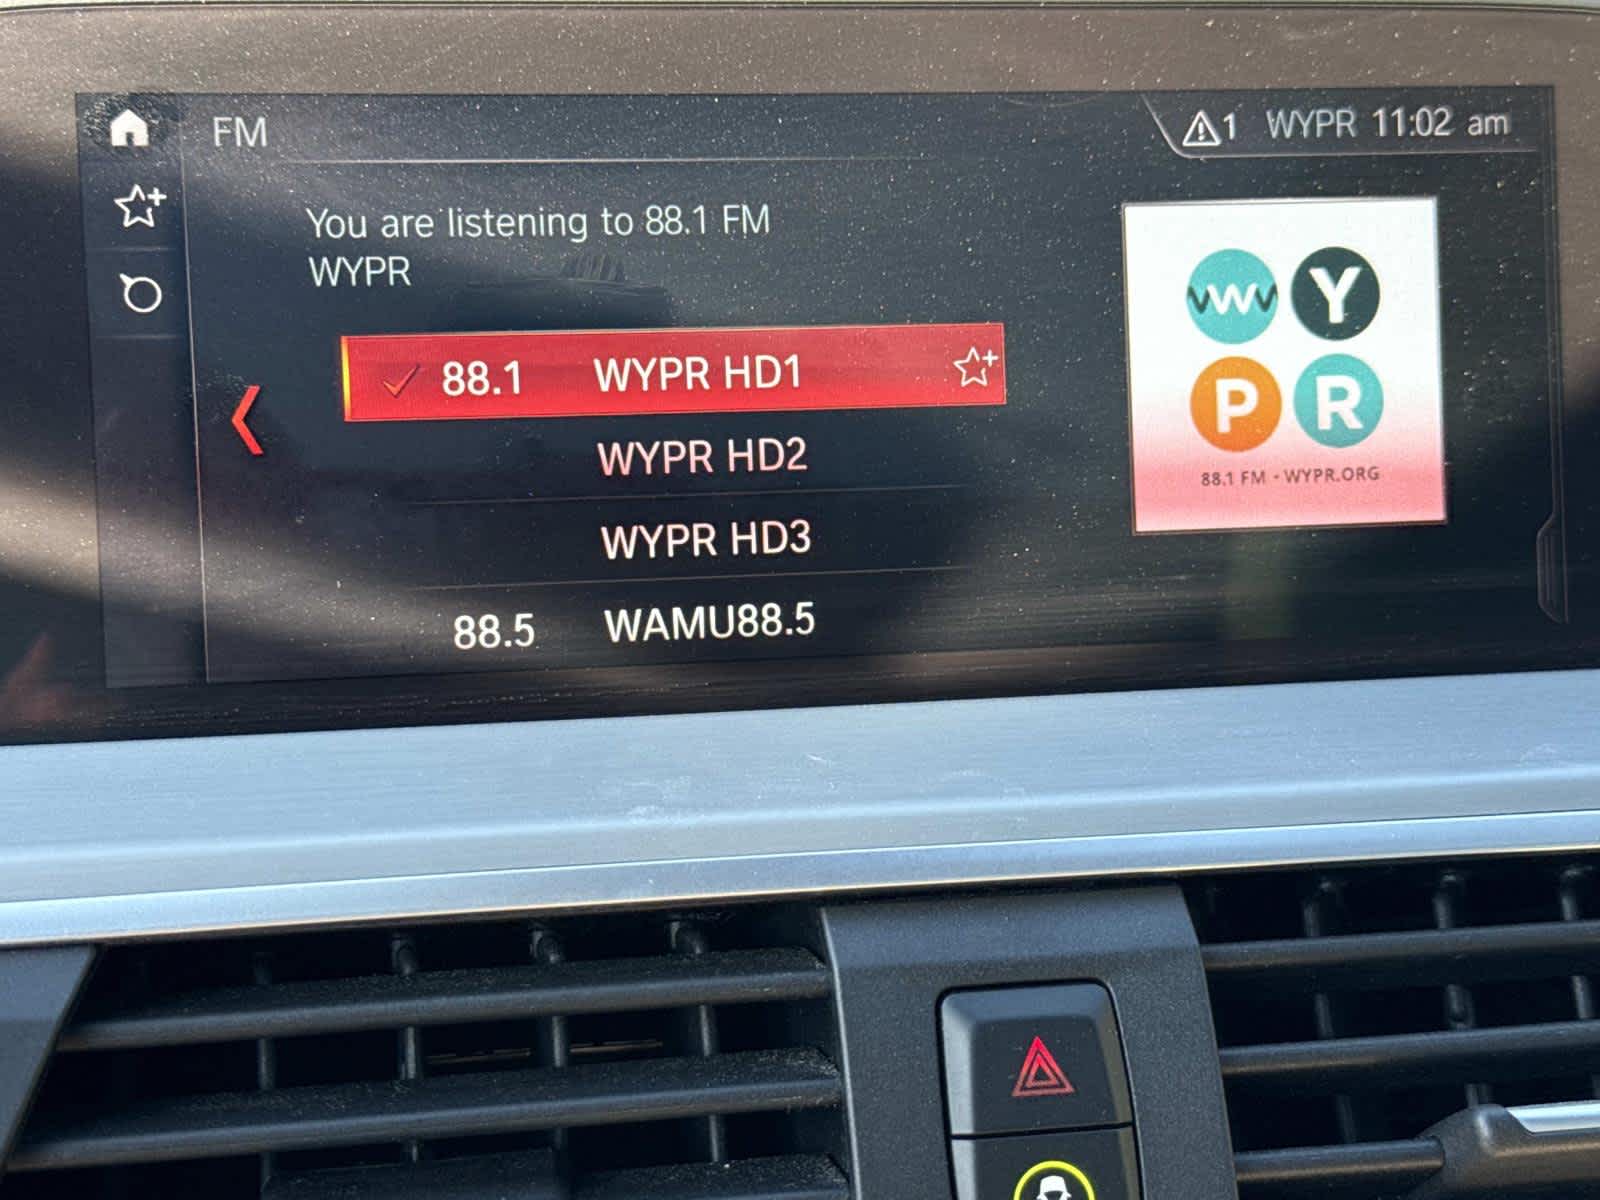 FM
1 WYPR 11:02 am
You are listening to 88.1 FM
WYPR
88.1 WYPR HD1
WYPR HD2
WYPR HD3
88.5 WAMU88.5
W Y
P R
88.1 FM • WYPR.ORG